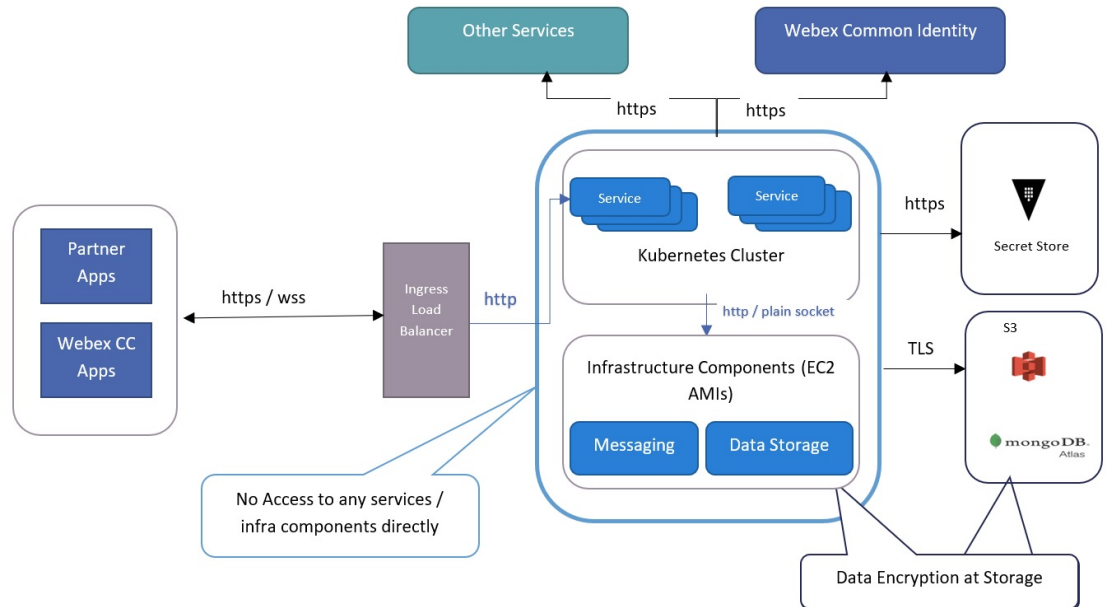 Other Services
Webex Common Identity
https
https
Partner
Apps
Webex CC
Apps
https / wss
Ingress
Load
Balancer
http
Service
Service
Kubernetes Cluster
http / plain socket
Infrastructure Components (EC2
AMIs)
Messaging
Data Storage
https
Secret Store
TLS
S3
mongoDB.
Atlas
No Access to any services /
infra components directly
Data Encryption at Storage